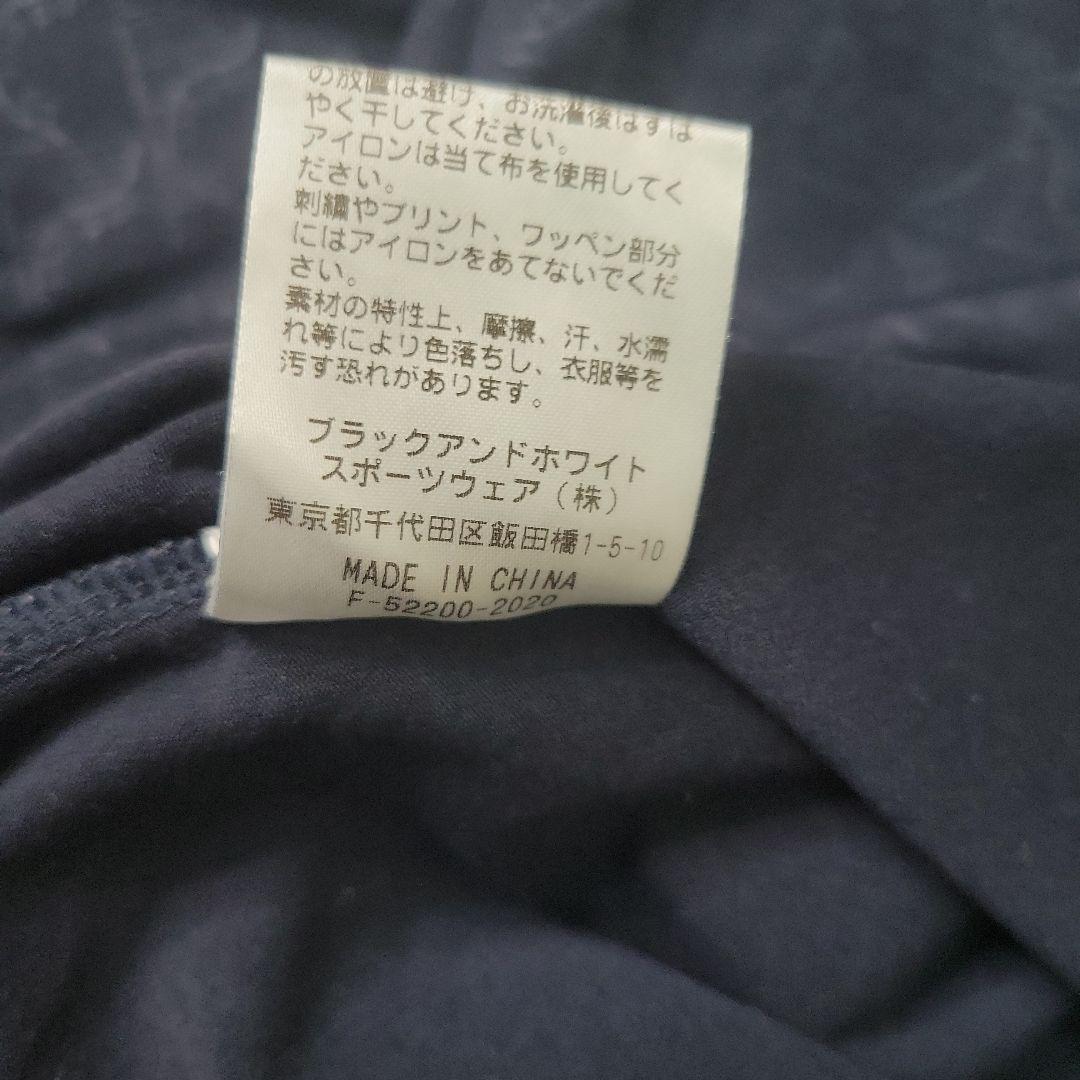 の放置は避け、お洗濯後はすば
やく干してください。
アイロンは当て布を使用してく
ださい。
刺繍やプリント、ワッペン部分
にはアイロンをあてないでくだ
さい。
素材の特性上、摩擦、汗、水濡
れ等により色落ちし、衣服等を
汚す恐れがあります。
ブラックアンドホワイト
スポーツウェア(株)
東京都千代田区飯田橋1-5-10
MADE IN CHINA
F-52200-2020